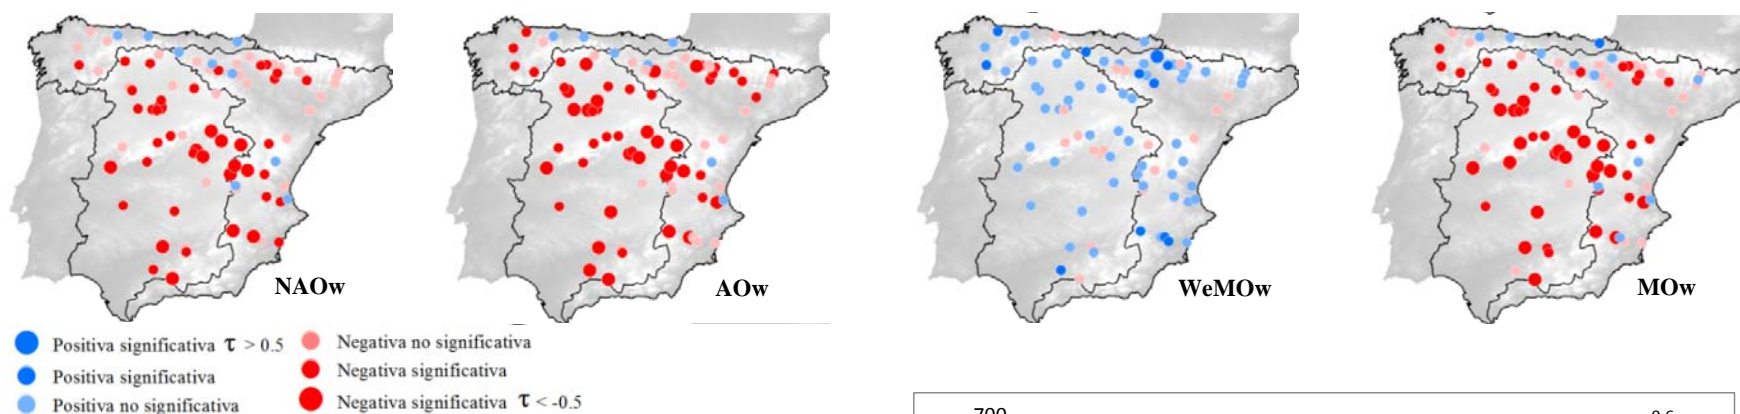 NAOw
AOw
WeMOw
MOw
Positiva significativa τ > 0.5
Positiva significativa
Positiva no significativa
Negativa no significativa
Negativa significativa
Negativa significativa τ < -0.5
700